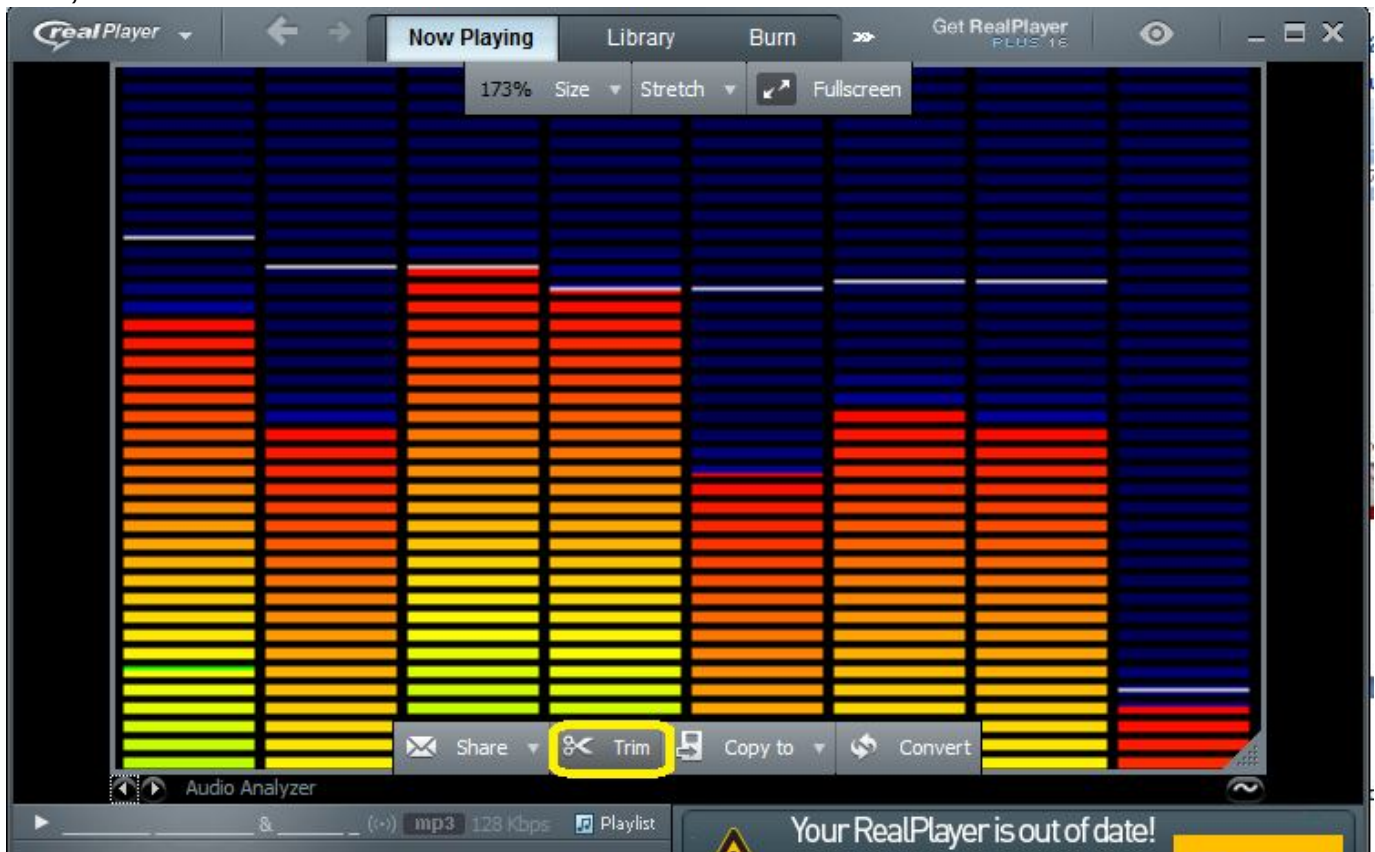 realPlayer
Now Playing Library Burn
Get RealPlayer
PLUS 16
173% Size Stretch Fullscreen
Share Trim Copy to Convert
Audio Analyzer
& mp3 128 Kbps Playlist
Your RealPlayer is out of date!